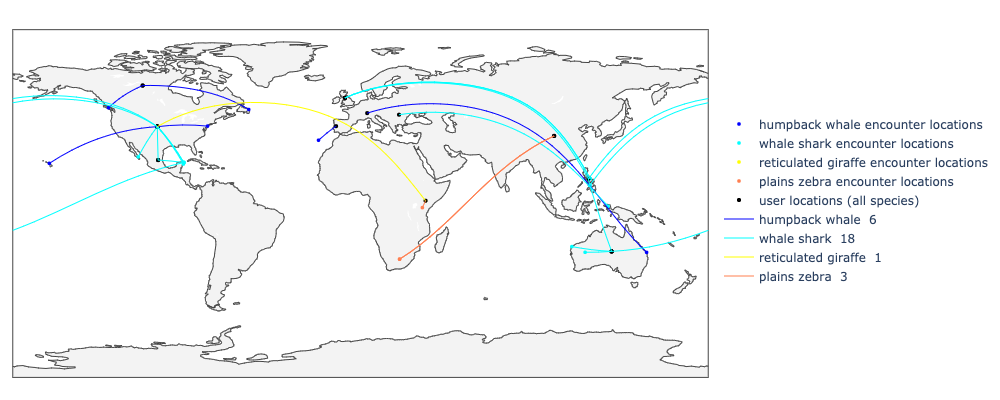 humpback whale encounter locations
whale shark encounter locations
reticulated giraffe encounter locations
plains zebra encounter locations
user locations (all species)
humpback whale 6
whale shark 18
reticulated giraffe 1
plains zebra 3